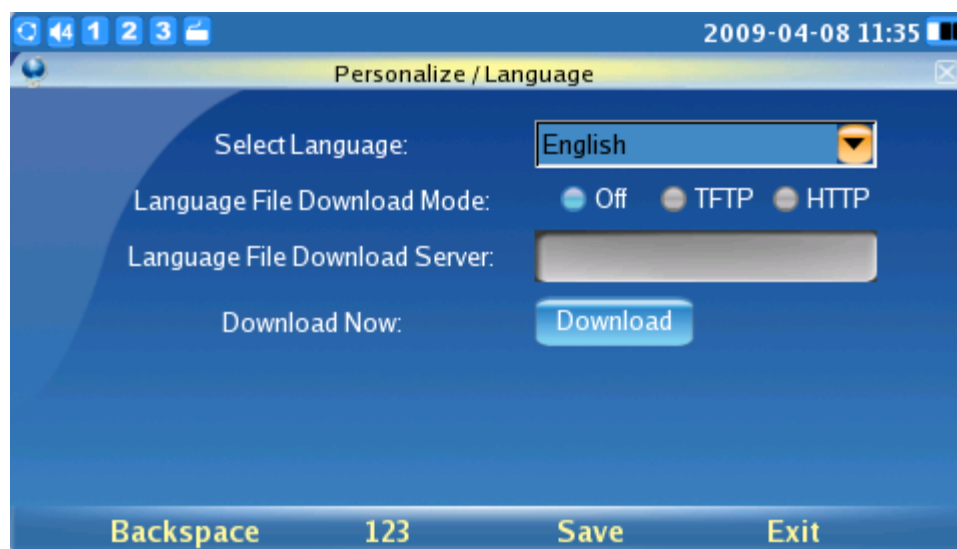 4 1 2 3 2009-04-08 11:35
Personalize / Language
Select Language: English
Language File Download Mode: Off TFTP HTTP
Language File Download Server:
Download Now: Download
Backspace 123 Save Exit